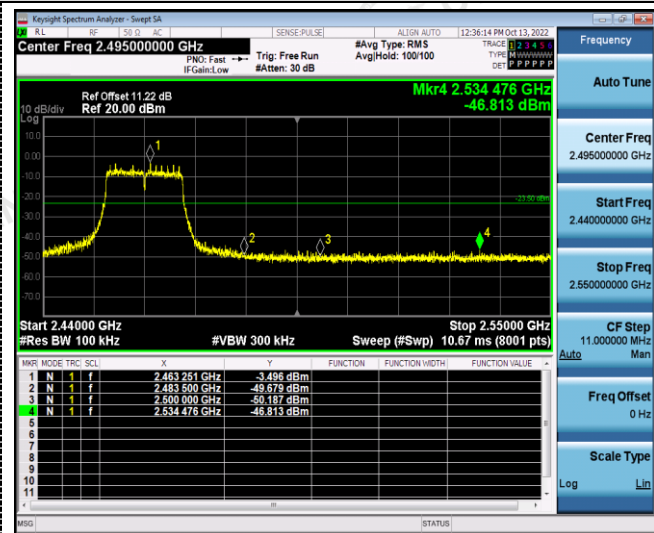 Keysight Spectrum Analyzer - Swept SA
RL RF 50 Ω AC SENSE:PULSE ALIGN AUTO 12:36:14 PM Oct 13, 2022
Center Freq 2.495000000 GHz #Avg Type: RMS TRACE 1 2 3 4 5 6
PNO: Fast Trig: Free Run Avg|Hold: 100/100 TYPE M WWWWW
IFGain:Low #Atten: 30 dB DET P P P P P P
Ref Offset 11.22 dB Mkr4 2.534 476 GHz
10 dB/div Ref 20.00 dBm -46.813 dBm
Log
10.0
0.00
-10.0
-20.0
-30.0
-40.0
-50.0
-60.0
-70.0
1
-23.50 dBm
2
3
4
Start 2.44000 GHz Stop 2.55000 GHz
#Res BW 100 kHz #VBW 300 kHz Sweep (#Swp) 10.67 ms (8001 pts)
MKR MODE TRC SCL X Y FUNCTION FUNCTION WIDTH FUNCTION VALUE
1 N 1 f 2.463 251 GHz -3.496 dBm
2 N 1 f 2.483 500 GHz -49.679 dBm
3 N 1 f 2.500 000 GHz -50.187 dBm
4 N 1 f 2.534 476 GHz -46.813 dBm
5
6
7
8
9
10
11
MSG STATUS
Frequency
Auto Tune
Center Freq
2.495000000 GHz
Start Freq
2.440000000 GHz
Stop Freq
2.550000000 GHz
CF Step
11.000000 MHz
Auto Man
Freq Offset
0 Hz
Scale Type
Log Lin